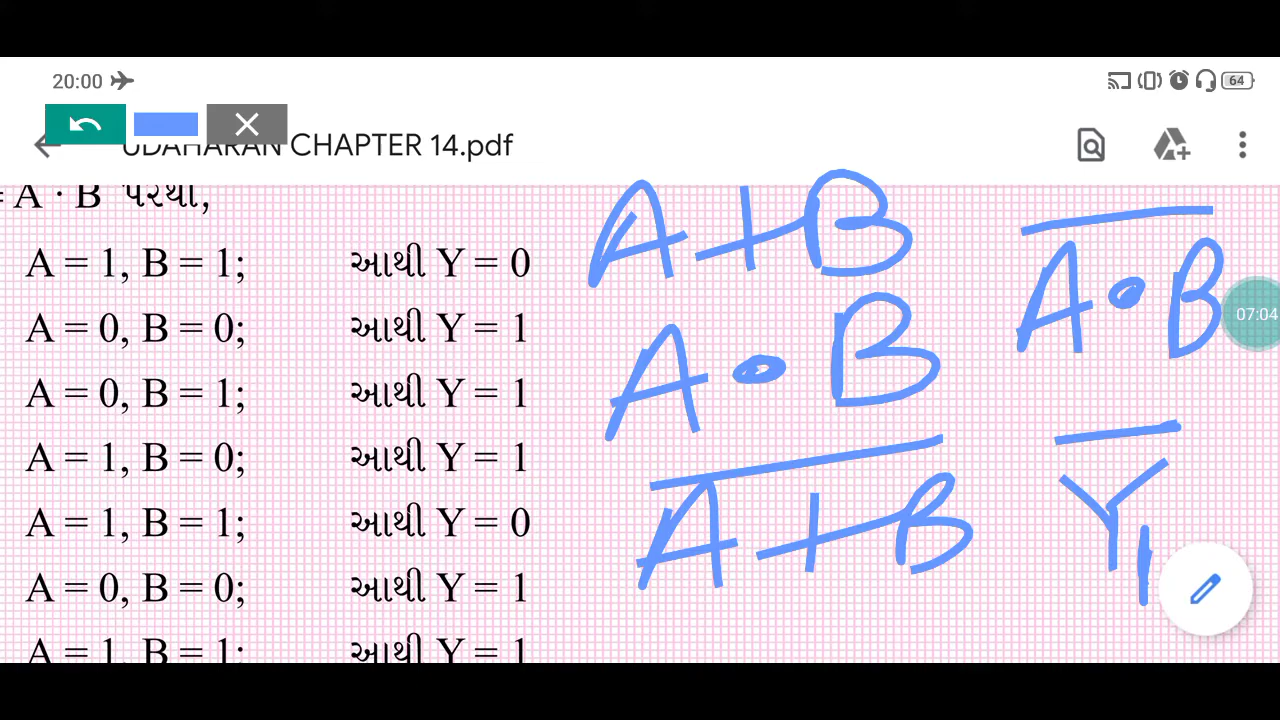 20:00
64
UDAHARAN CHAPTER 14.pdf
= A · B પરથી,
A = 1, B = 1; આથી Y = 0
A = 0, B = 0; આથી Y = 1
A = 0, B = 1; આથી Y = 1
A = 1, B = 0; આથી Y = 1
A = 1, B = 1; આથી Y = 0
A = 0, B = 0; આથી Y = 1
A = 1, B = 1; આથી Y = 1
A+B
A·B
A̅+̅B̅
A̅·̅B̅
Y̅₁
07:04